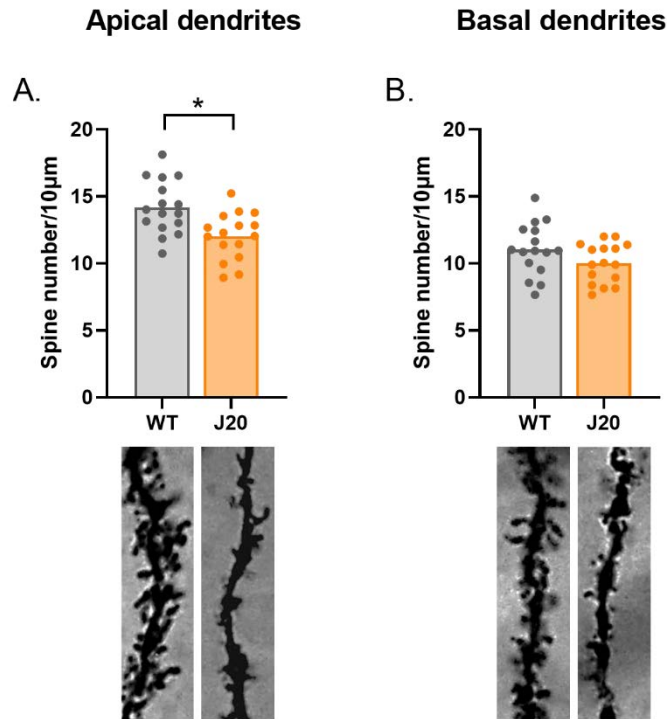 Apical dendrites
Basal dendrites
A.
B.
*
20
15
10
5
0
Spine number/10µm
WT
J20
20
15
10
5
0
Spine number/10µm
WT
J20